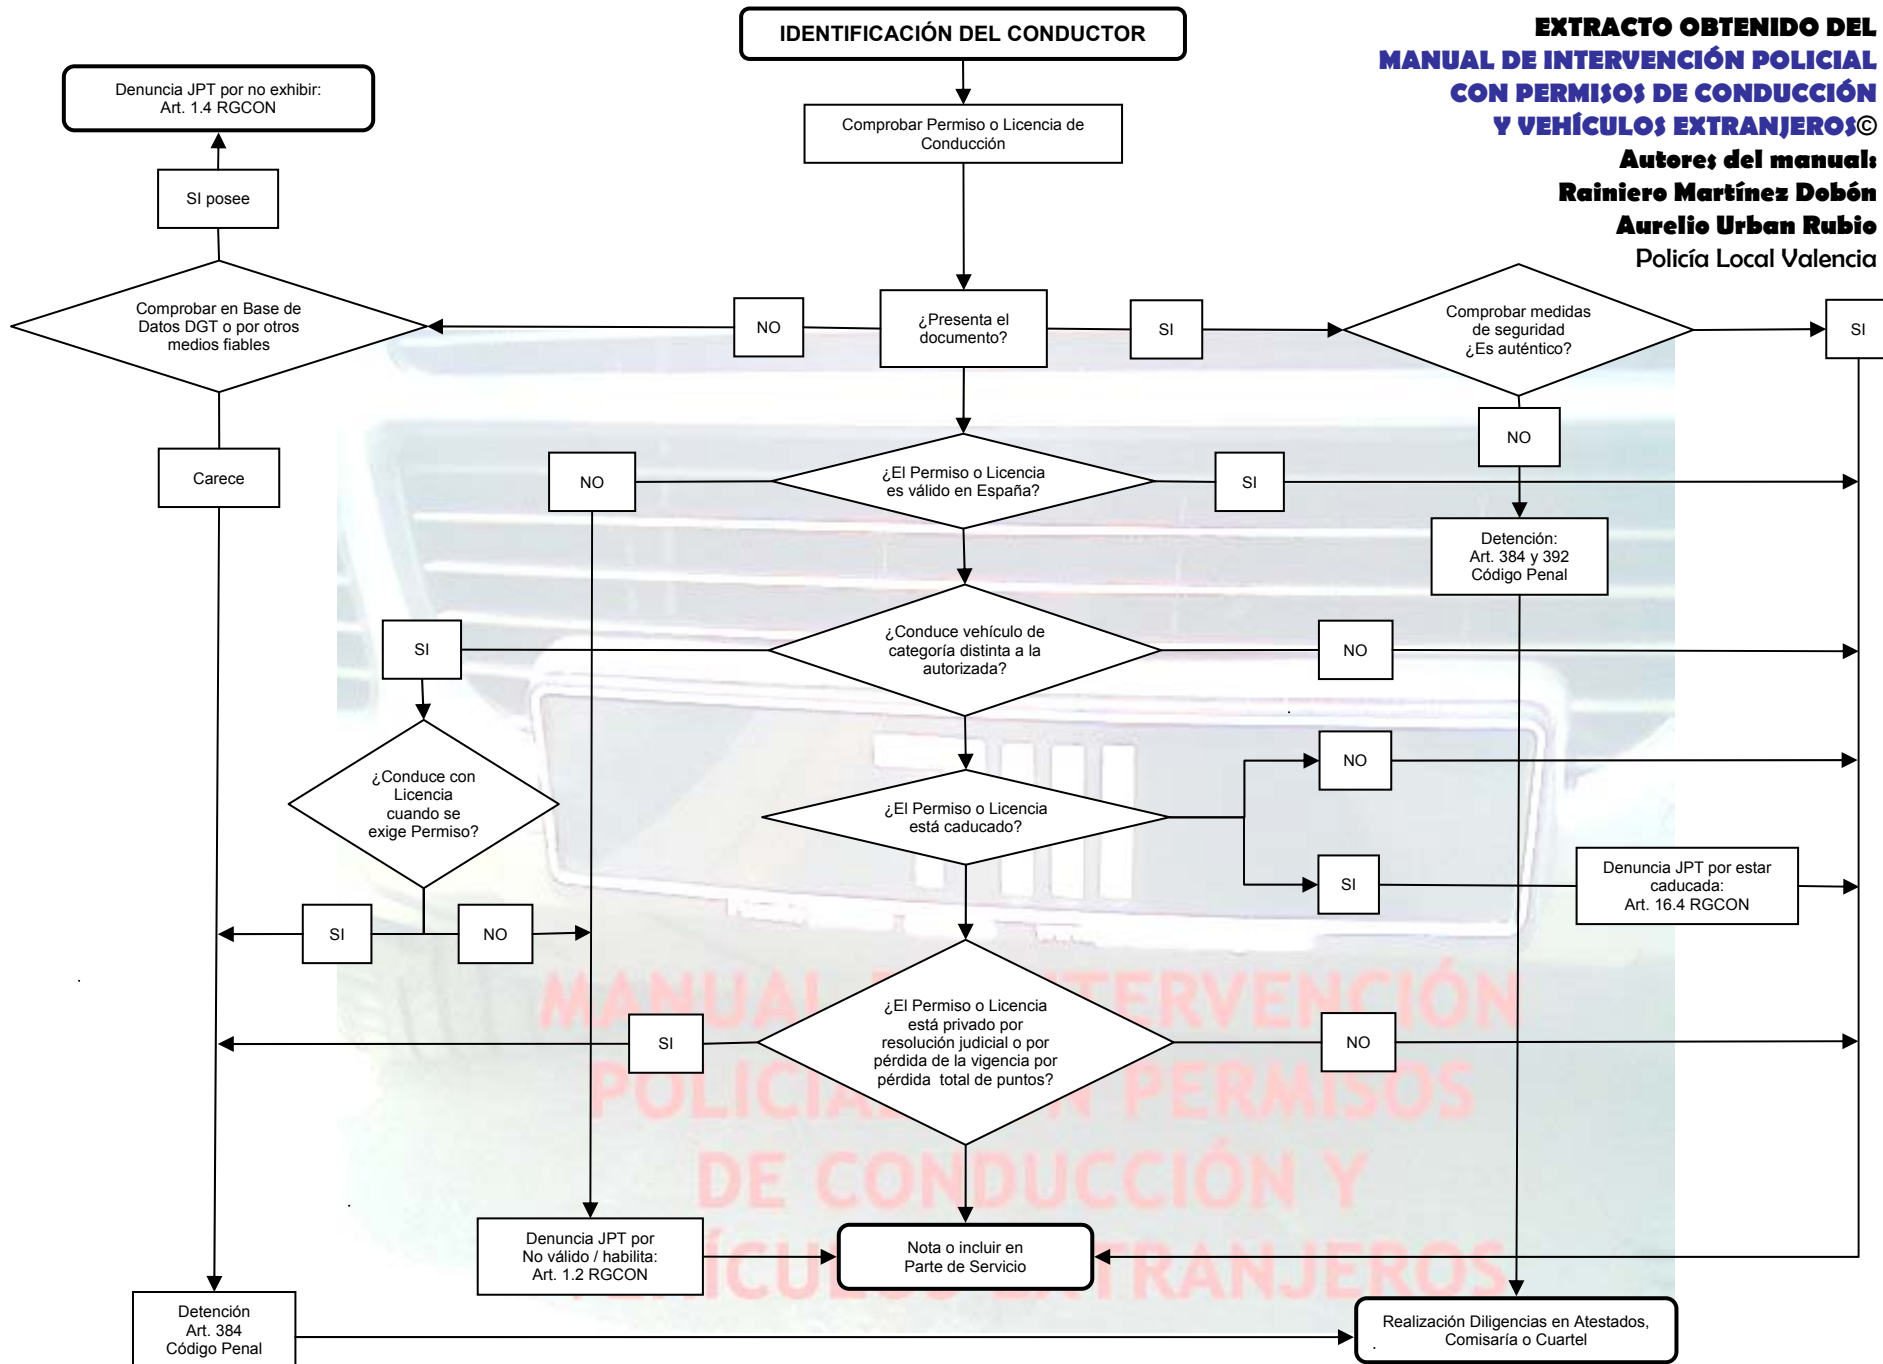 IDENTIFICACIÓN DEL CONDUCTOR
EXTRACTO OBTENIDO DEL
MANUAL DE INTERVENCIÓN POLICIAL
CON PERMISOS DE CONDUCCIÓN
Y VEHÍCULOS EXTRANJEROS©
Autores del manual:
Rainiero Martínez Dobón
Aurelio Urban Rubio
Policía Local Valencia
Denuncia JPT por no exhibir:
Art. 1.4 RGCON
Comprobar Permiso o Licencia de
Conducción
SI posee
Comprobar en Base de
Datos DGT o por otros
medios fiables
NO
¿Presenta el
documento?
SI
Comprobar medidas
de seguridad
¿Es auténtico?
SI
NO
Carece
NO
¿El Permiso o Licencia
es válido en España?
SI
Detención:
Art. 384 y 392
Código Penal
SI
¿Conduce vehículo de
categoría distinta a la
autorizada?
NO
¿Conduce con
Licencia
cuando se
exige Permiso?
NO
¿El Permiso o Licencia
está caducado?
SI
Denuncia JPT por estar
caducada:
Art. 16.4 RGCON
SI
NO
SI
¿El Permiso o Licencia
está privado por
resolución judicial o por
pérdida de la vigencia por
pérdida total de puntos?
NO
Denuncia JPT por
No válido / habilita:
Art. 1.2 RGCON
Nota o incluir en
Parte de Servicio
Detención
Art. 384
Código Penal
Realización Diligencias en Atestados,
Comisaría o Cuartel
MANUAL INTERVENCIÓN
POLICIAL PERMISOS
DE CONDUCCIÓN Y
EXTRANJEROS